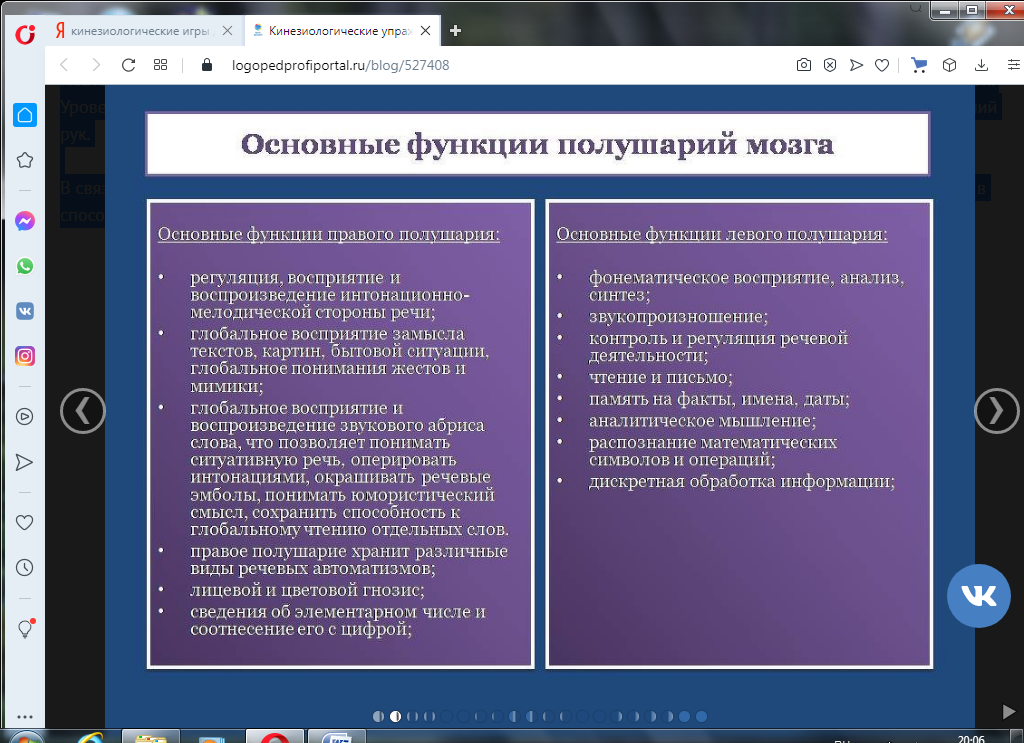 кинезиологические игры
Кинезиологические упра
logopedprofiportal.ru/blog/527408
Уровe
рук.
В свя
спосо
в
Основные функции полушарий мозга
Основные функции правого полушария:
• регуляция, восприятие и
воспроизведение интонационно-
мелодической стороны речи;
• глобальное восприятие замысла
текстов, картин, бытовой ситуации,
глобальное понимания жестов и
мимики;
• глобальное восприятие и
воспроизведение звукового абриса
слова, что позволяет понимать
ситуативную речь, оперировать
интонациями, окрашивать речевые
эмболы, понимать юмористический
смысл, сохранить способность к
глобальному чтению отдельных слов.
• правое полушарие хранит различные
виды речевых автоматизмов;
• лицевой и цветовой гнозис;
• сведения об элементарном числе и
соотнесение его с цифрой;
Основные функции левого полушария:
• фонематическое восприятие, анализ,
синтез;
• звукопроизношение;
• контроль и регуляция речевой
деятельности;
• чтение и письмо;
• память на факты, имена, даты;
• аналитическое мышление;
• распознание математических
символов и операций;
• дискретная обработка информации;
20:06